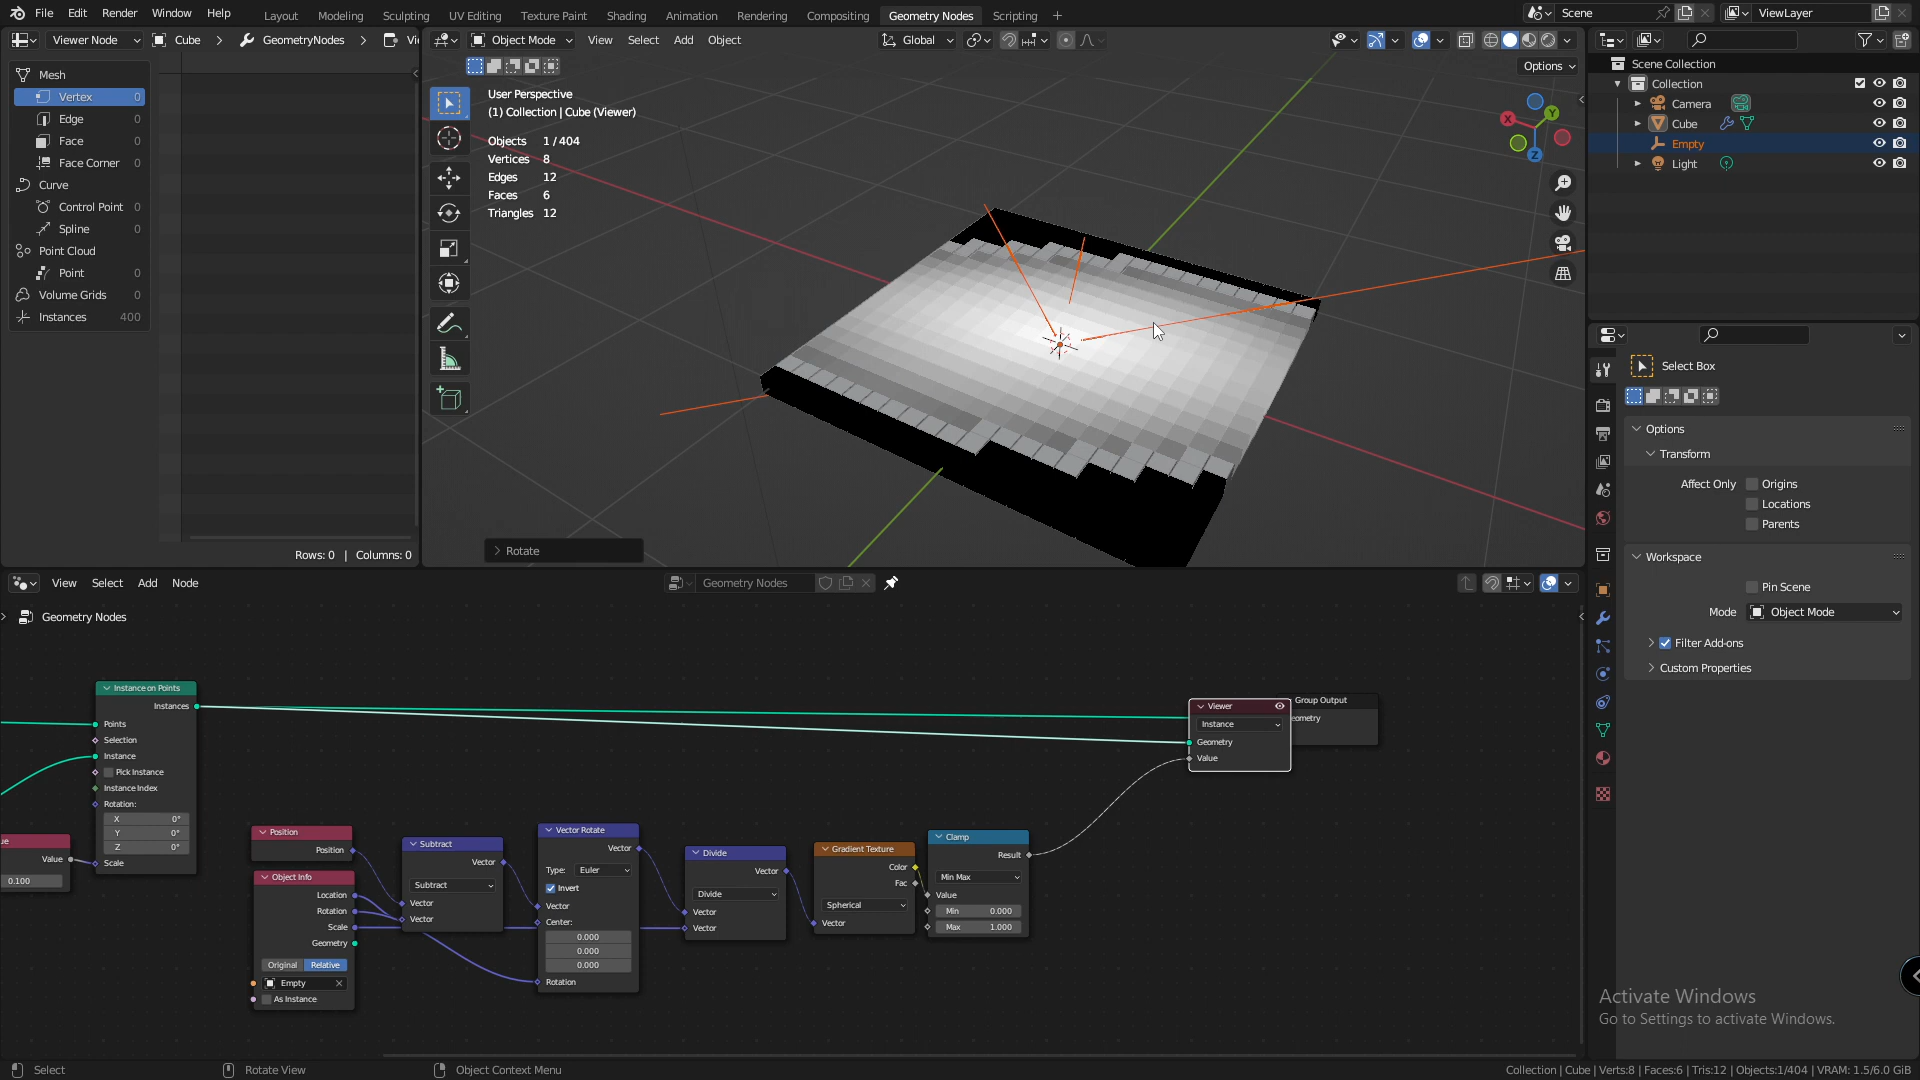 File Edit Render Window Help Layout Modeling Sculpting UV Editing Texture Paint Shading Animation Rendering Compositing Geometry Nodes Scripting + Scene ViewLayer
Viewer Node Cube GeometryNodes
Object Mode View Select Add Object Global
Options
Mesh
Vertex 0
Edge 0
Face 0
Face Corner 0
Curve
Control Point 0
Spline 0
Point Cloud
Point 0
Volume Grids 0
Instances 400
Rows: 0 | Columns: 0
User Perspective
(1) Collection | Cube (Viewer)
Objects 1 / 404
Vertices 8
Edges 12
Faces 6
Triangles 12
X
Y
Z
Rotate
Scene Collection
Collection
Camera
Cube
Empty
Light
Select Box
Options
Transform
Affect Only Origins
Locations
Parents
Workspace
Pin Scene
Mode Object Mode
Filter Add-ons
Custom Properties
View Select Add Node Geometry Nodes
Geometry Nodes
Instance on Points
Instances
Points
Selection
Instance
Pick Instance
Instance Index
Rotation:
X 0°
Y 0°
Z 0°
Scale
ue
Value
0.100
Position
Position
Object Info
Location
Rotation
Scale
Geometry
Original Relative
Empty
As Instance
Subtract
Vector
Subtract
Vector
Vector
Vector Rotate
Vector
Type: Euler
Invert
Vector
Center:
0.000
0.000
0.000
Rotation
Divide
Vector
Divide
Vector
Vector
Gradient Texture
Color
Fac
Spherical
Vector
Clamp
Result
Min Max
Value
Min 0.000
Max 1.000
Viewer
Instance
Geometry
Value
Group Output
eometry
Activate Windows
Go to Settings to activate Windows.
Select Rotate View Object Context Menu Collection | Cube | Verts:8 | Faces:6 | Tris:12 | Objects:1/404 | VRAM: 1.5/6.0 GiB